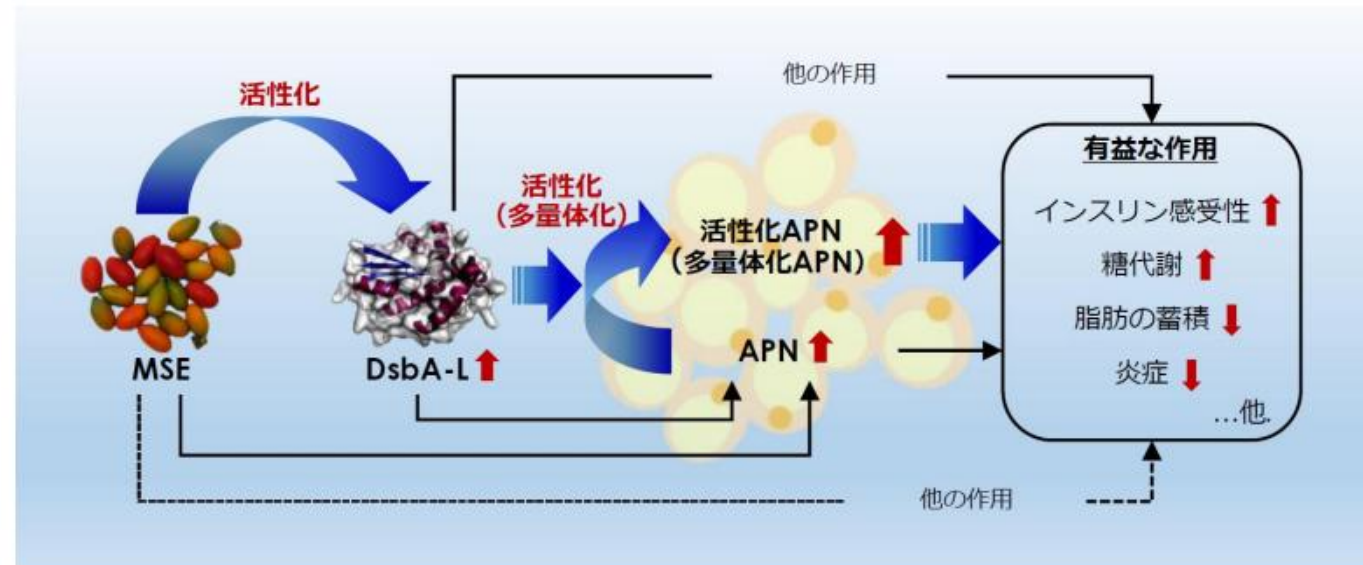 他の作用
活性化
有益な作用
活性化
(多量体化)
インスリン感受性
活性化APN
(多量体化APN)
糖代謝
脂肪の蓄積
APN
MSE
DsbA-L
炎症
…他.
他の作用